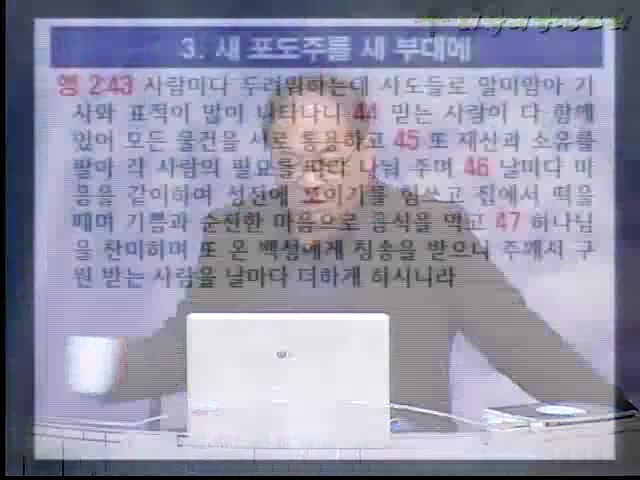 3. 새 포도주를 새 부대에
행 2:43 사람마다 두려워하는데 사도들로 말미암아 기
사와 표적이 많이 나타나니 44 믿는 사람이 다 함께
있어 모든 물건을 서로 통용하고 45 또 재산과 소유를
팔아 각 사람의 필요를 따라 나눠 주며 46 날마다 마
음을 같이하여 성전에 모이기를 힘쓰고 집에서 떡을
떼며 기쁨과 순전한 마음으로 음식을 먹고 47 하나님
을 찬미하며 또 온 백성에게 칭송을 받으니 주께서 구
원 받는 사람을 날마다 더하게 하시니라